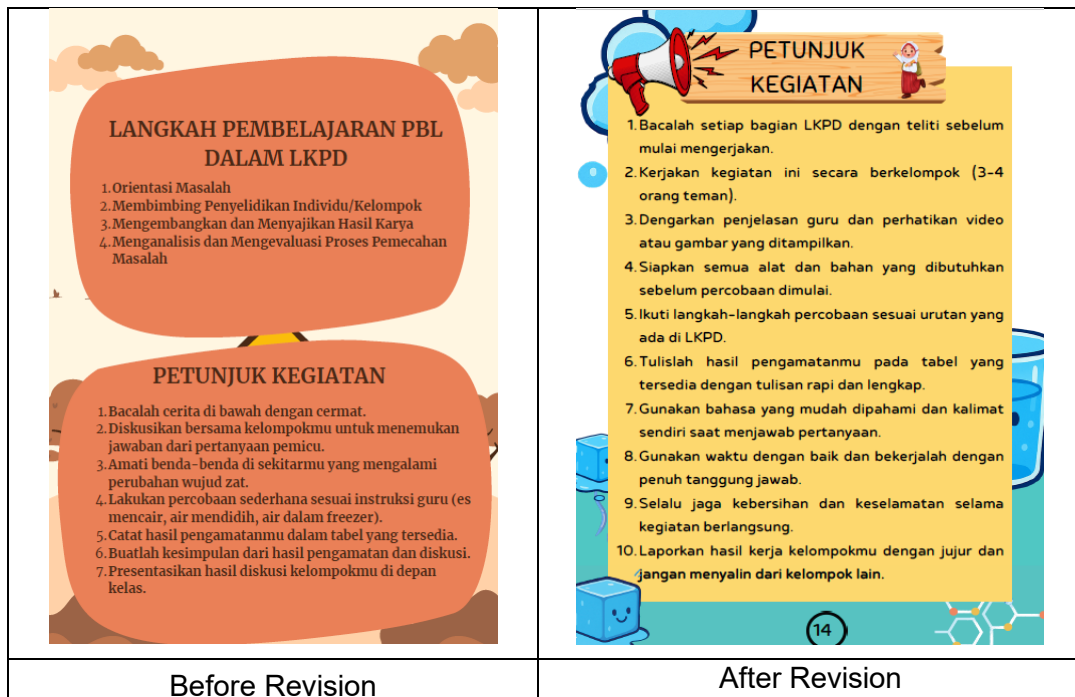 LANGKAH PEMBELAJARAN PBL
DALAM LKPD
1. Orientasi Masalah
2. Membimbing Penyelidikan Individu/Kelompok
3. Mengembangkan dan Menyajikan Hasil Karya
4. Menganalisis dan Mengevaluasi Proses Pemecahan
Masalah
PETUNJUK KEGIATAN
1. Bacalah cerita di bawah dengan cermat.
2. Diskusikan bersama kelompokmu untuk menemukan
jawaban dari pertanyaan pemicu.
3. Amati benda-benda di sekitarmu yang mengalami
perubahan wujud zat.
4. Lakukan percobaan sederhana sesuai instruksi guru (es
mencair, air mendidih, air dalam freezer).
5. Catat hasil pengamatanmu dalam tabel yang tersedia.
6. Buatlah kesimpulan dari hasil pengamatan dan diskusi.
7. Presentasikan hasil diskusi kelompokmu di depan
kelas.
Before Revision
PETUNJUK
KEGIATAN
1. Bacalah setiap bagian LKPD dengan teliti sebelum
mulai mengerjakan.
2. Kerjakan kegiatan ini secara berkelompok (3-4
orang teman).
3. Dengarkan penjelasan guru dan perhatikan video
atau gambar yang ditampilkan.
4. Siapkan semua alat dan bahan yang dibutuhkan
sebelum percobaan dimulai.
5. Ikuti langkah-langkah percobaan sesuai urutan yang
ada di LKPD.
6. Tulislah hasil pengamatanmu pada tabel yang
tersedia dengan tulisan rapi dan lengkap.
7. Gunakan bahasa yang mudah dipahami dan kalimat
sendiri saat menjawab pertanyaan.
8. Gunakan waktu dengan baik dan bekerjalah dengan
penuh tanggung jawab.
9. Selalu jaga kebersihan dan keselamatan selama
kegiatan berlangsung.
10. Laporkan hasil kerja kelompokmu dengan jujur dan
jangan menyalin dari kelompok lain.
14
After Revision